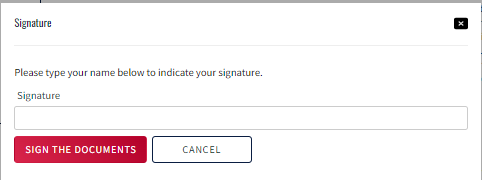 Signature
Please type your name below to indicate your signature.
Signature
SIGN THE DOCUMENTS
CANCEL